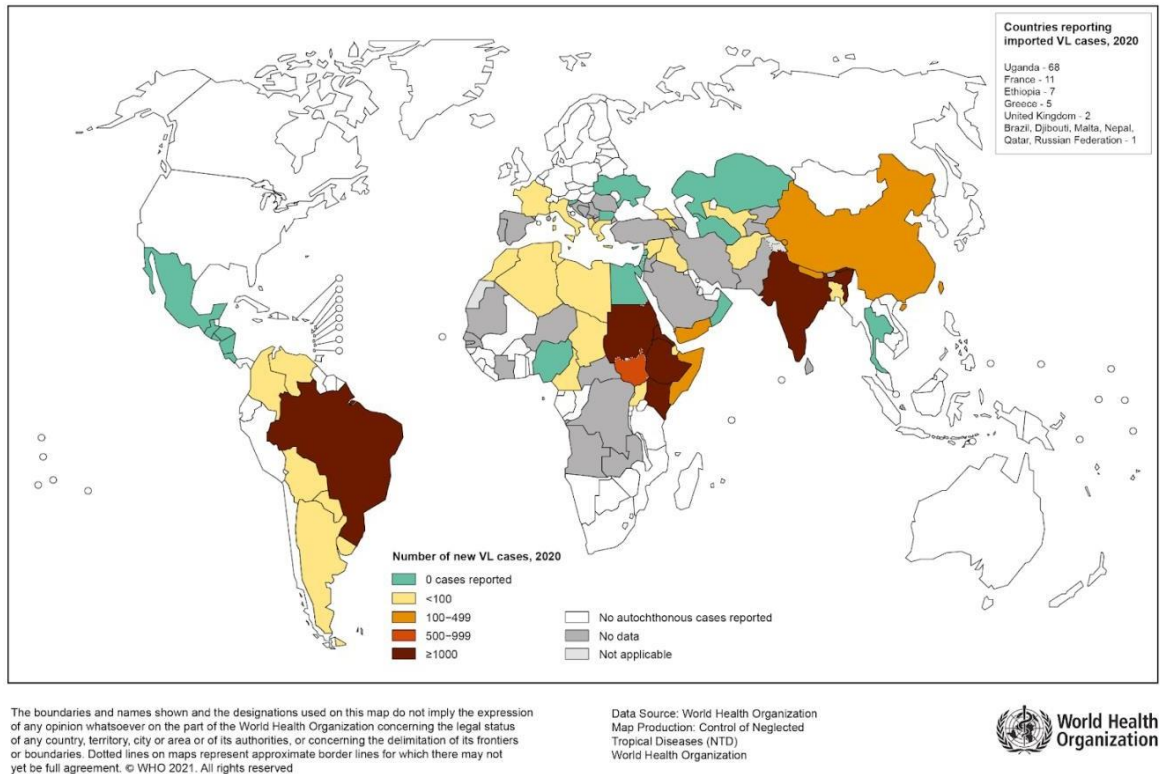 Countries reporting
imported VL cases, 2020
Uganda - 68
France - 11
Ethiopia - 7
Greece - 5
United Kingdom - 2
Brazil, Djibouti, Malta, Nepal,
Qatar, Russian Federation - 1
Number of new VL cases, 2020
0 cases reported
<100
100–499
500–999
≥1000
No autochthonous cases reported
No data
Not applicable
The boundaries and names shown and the designations used on this map do not imply the expression
of any opinion whatsoever on the part of the World Health Organization concerning the legal status
of any country, territory, city or area or of its authorities, or concerning the delimitation of its frontiers
or boundaries. Dotted lines on maps represent approximate border lines for which there may not
yet be full agreement. © WHO 2021. All rights reserved
Data Source: World Health Organization
Map Production: Control of Neglected
Tropical Diseases (NTD)
World Health Organization
World Health
Organization